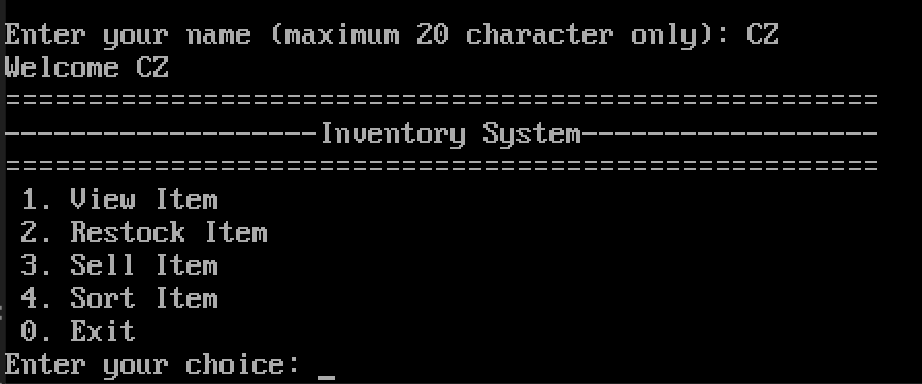 Enter your name (maximum 20 character only): CZ
Welcome CZ
=====================================================
-------------------Inventory System------------------
=====================================================
1. View Item
2. Restock Item
3. Sell Item
4. Sort Item
0. Exit
Enter your choice: _